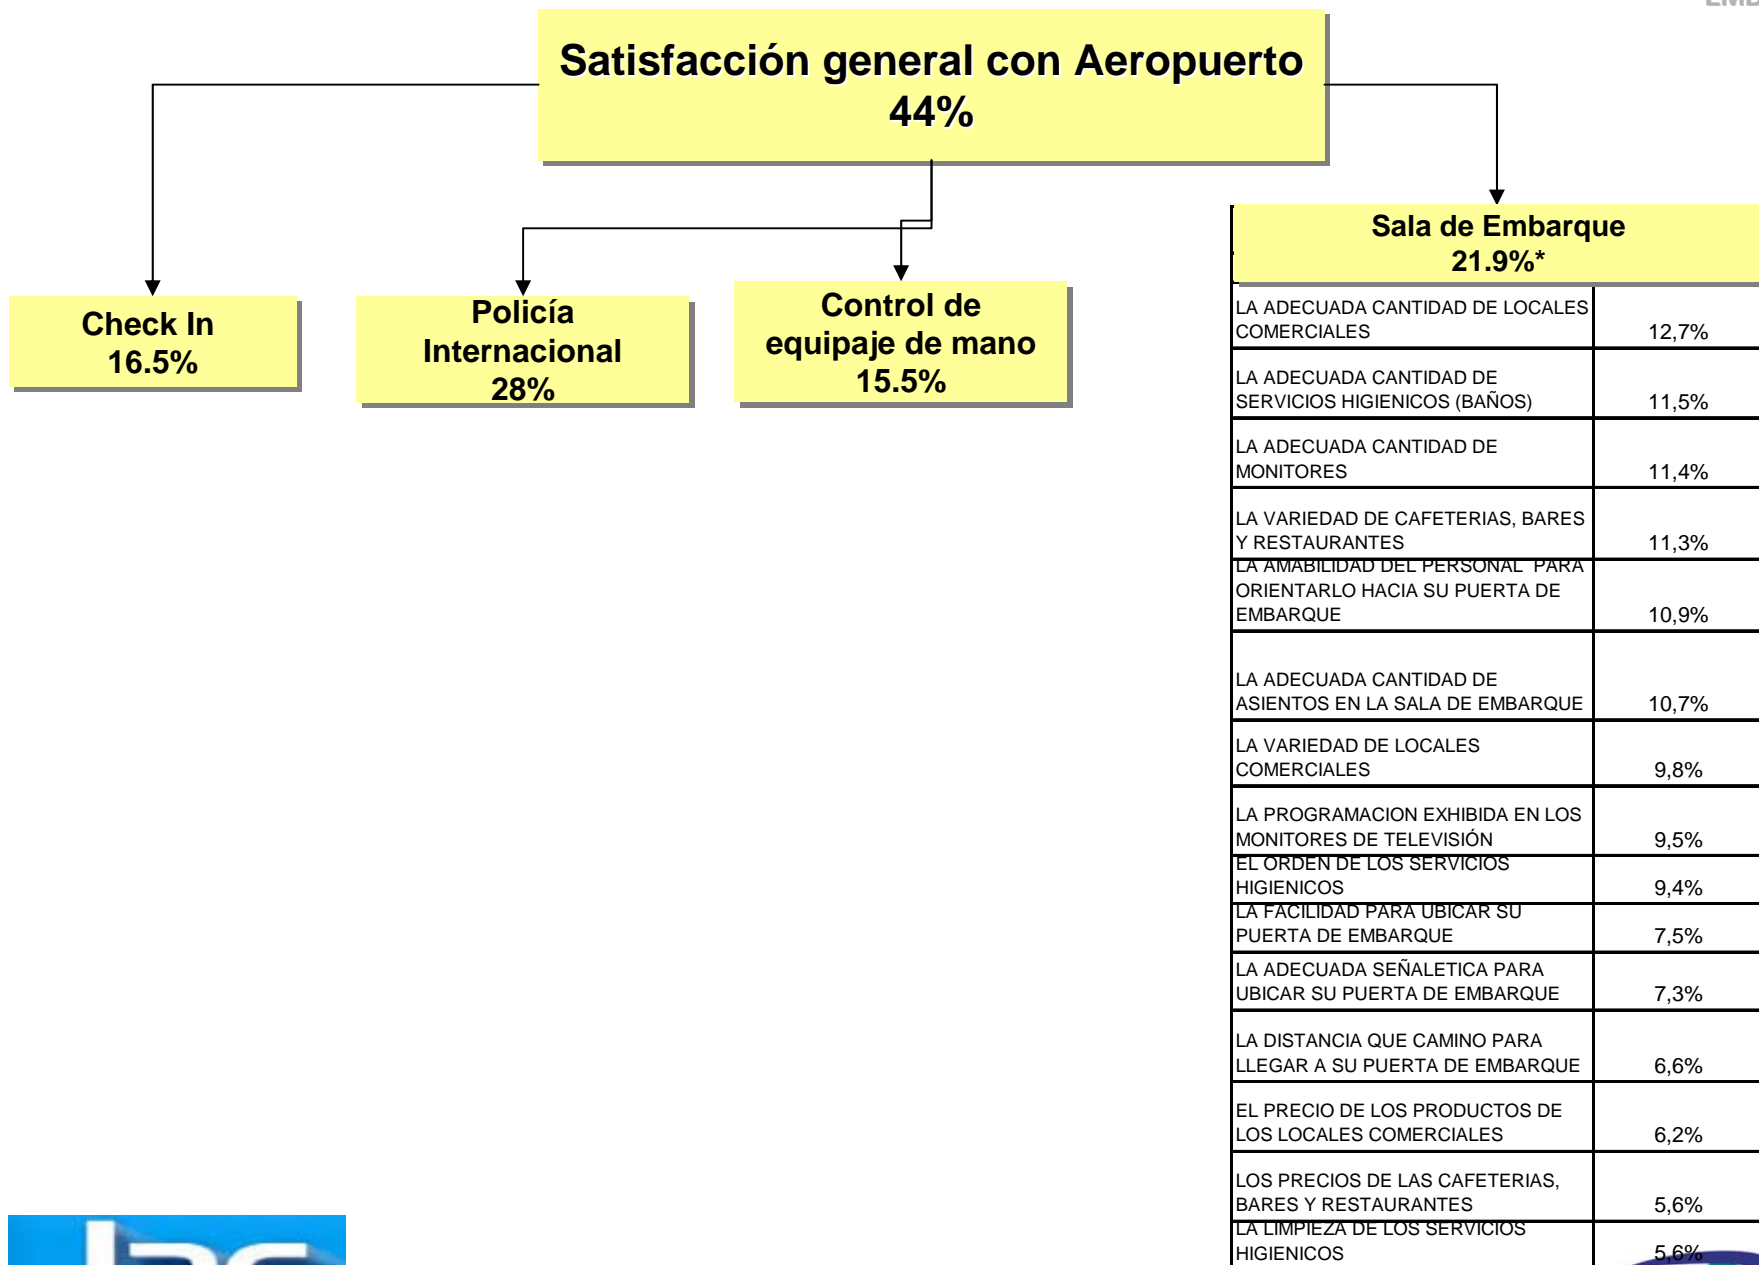 Satisfacción general con Aeropuerto
44%
Check In
16.5%
Policía
Internacional
28%
Control de
equipaje de mano
15.5%
Sala de Embarque
21.9%*
LA ADECUADA CANTIDAD DE LOCALES
COMERCIALES 12,7%
LA ADECUADA CANTIDAD DE
SERVICIOS HIGIENICOS (BAÑOS) 11,5%
LA ADECUADA CANTIDAD DE
MONITORES 11,4%
LA VARIEDAD DE CAFETERIAS, BARES
Y RESTAURANTES 11,3%
LA AMABILIDAD DEL PERSONAL PARA
ORIENTARLO HACIA SU PUERTA DE
EMBARQUE 10,9%
LA ADECUADA CANTIDAD DE
ASIENTOS EN LA SALA DE EMBARQUE 10,7%
LA VARIEDAD DE LOCALES
COMERCIALES 9,8%
LA PROGRAMACION EXHIBIDA EN LOS
MONITORES DE TELEVISIÓN 9,5%
EL ORDEN DE LOS SERVICIOS
HIGIENICOS 9,4%
LA FACILIDAD PARA UBICAR SU
PUERTA DE EMBARQUE 7,5%
LA ADECUADA SEÑALETICA PARA
UBICAR SU PUERTA DE EMBARQUE 7,3%
LA DISTANCIA QUE CAMINO PARA
LLEGAR A SU PUERTA DE EMBARQUE 6,6%
EL PRECIO DE LOS PRODUCTOS DE
LOS LOCALES COMERCIALES 6,2%
LOS PRECIOS DE LAS CAFETERIAS,
BARES Y RESTAURANTES 5,6%
LA LIMPIEZA DE LOS SERVICIOS
HIGIENICOS 5,6%